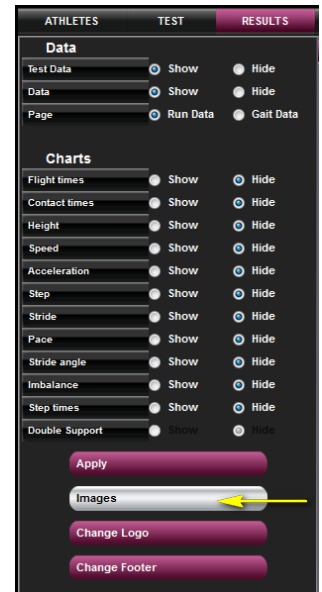 ATHLETES TEST RESULTS
Data
Test Data Show Hide
Data Show Hide
Page Run Data Gait Data
Charts
Flight times Show Hide
Contact times Show Hide
Height Show Hide
Speed Show Hide
Acceleration Show Hide
Step Show Hide
Stride Show Hide
Pace Show Hide
Stride angle Show Hide
Imbalance Show Hide
Step times Show Hide
Double Support Show Hide
Apply
Images
Change Logo
Change Footer